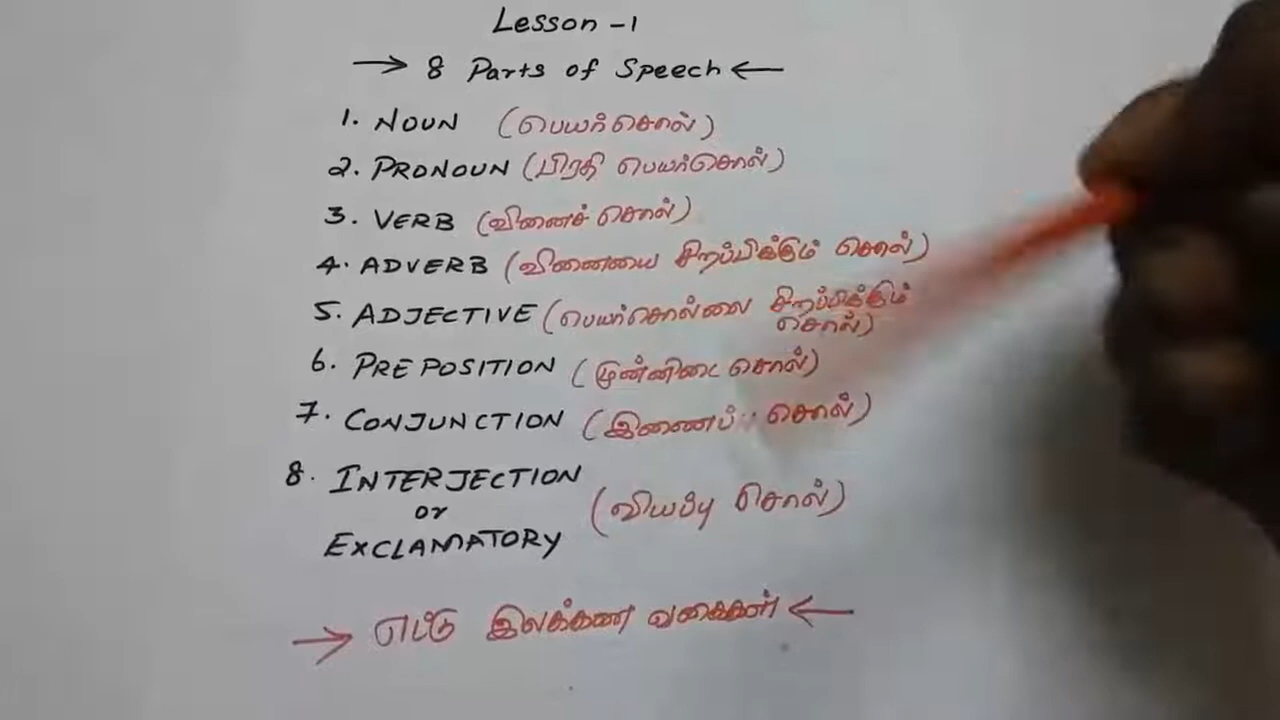 Lesson -1
→ 8 Parts of Speech ←
1. NOUN (பெயர்சொல்)
2. PRONOUN (பிரதி பெயர்சொல்)
3. VERB (வினைச் சொல்)
4. ADVERB (வினையை சிறப்பிக்கும் சொல்)
5. ADJECTIVE (பெயர்சொல்லை சிறப்பிக்கும்
சொல்)
6. PREPOSITION (முன்னிடை சொல்)
7. CONJUNCTION (இணைப்பு சொல்)
8. INTERJECTION
or
EXCLAMATORY (வியப்பு சொல்)
→ எட்டு இலக்கண வகைகள் ←